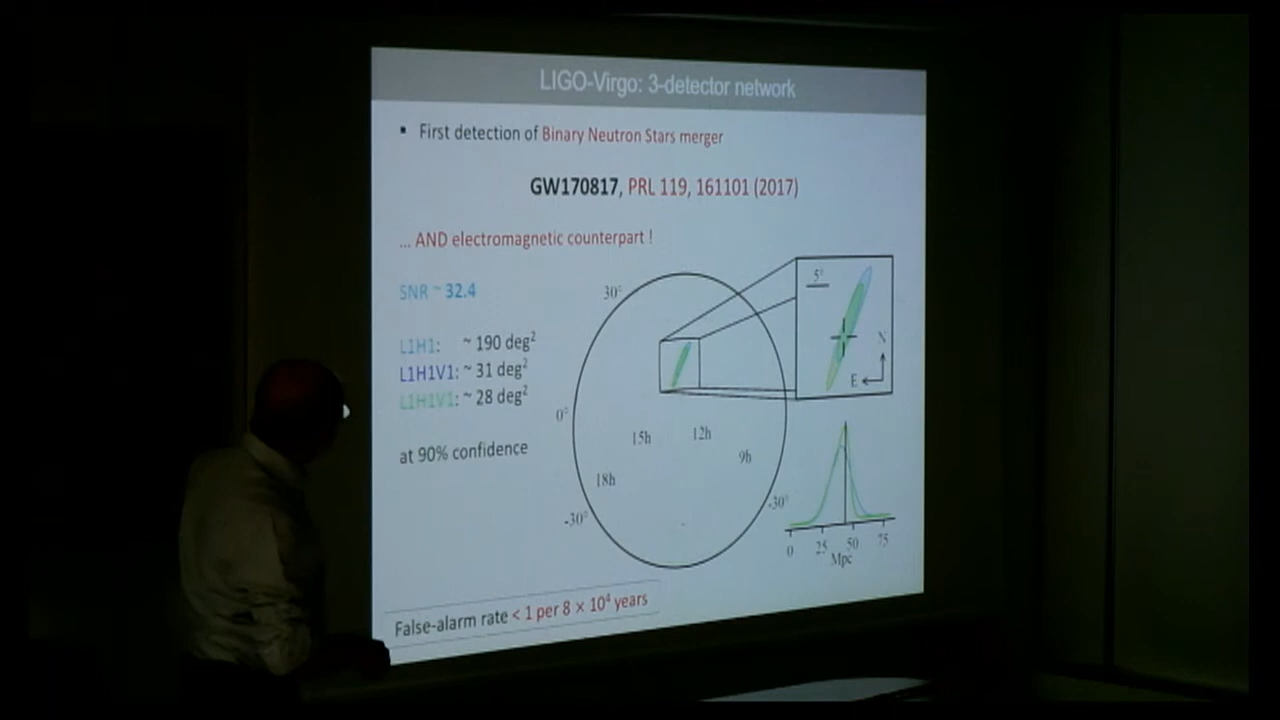 LIGO-Virgo: 3-detector network
▪ First detection of Binary Neutron Stars merger
GW170817, PRL 119, 161101 (2017)
... AND electromagnetic counterpart !
SNR ~ 32.4
L1H1: ~ 190 deg²
L1H1V1: ~ 31 deg²
L1H1V1: ~ 28 deg²
at 90% confidence
30°
0°
-30°
18h
15h
12h
9h
-30°
5°
N
E
0 25 50 75
Mpc
False-alarm rate < 1 per 8 × 10⁴ years